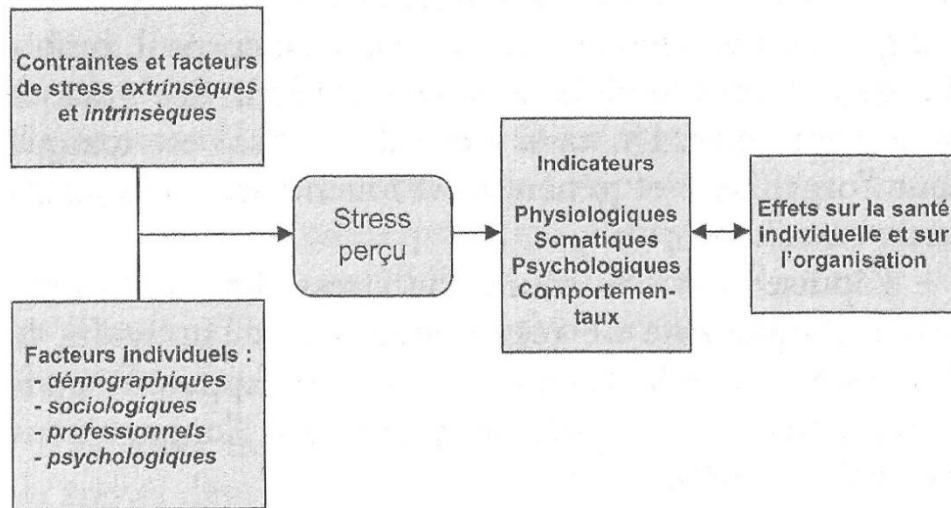 Contraintes et facteurs
de stress extrinsèques
et intrinsèques
Facteurs individuels :
- démographiques
- sociologiques
- professionnels
- psychologiques
Stress
perçu
Indicateurs
Physiologiques
Somatiques
Psychologiques
Comportemen-
taux
Effets sur la santé
individuelle et sur
l'organisation